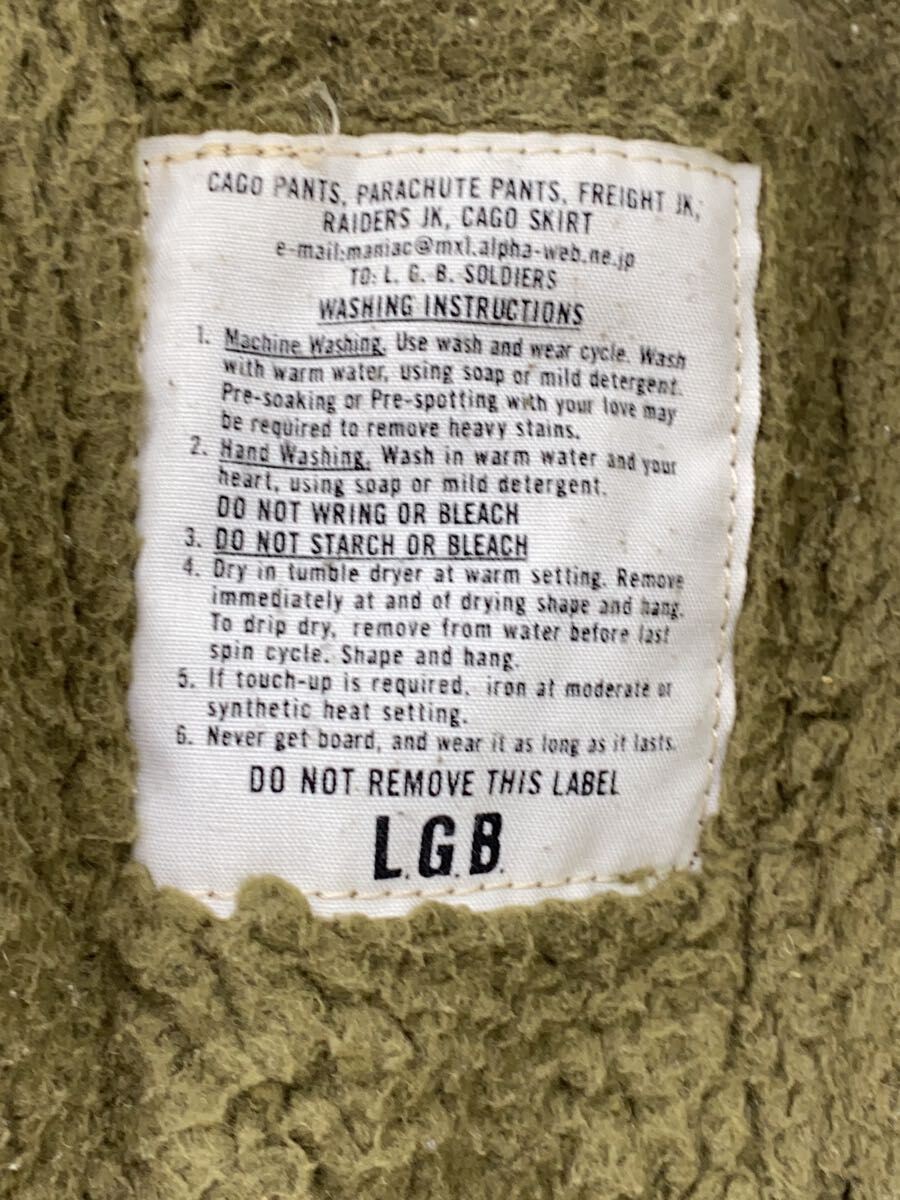 CAGO PANTS, PARACHUTE PANTS, FREIGHT JK,
RAIDERS JK, CAGO SKIRT
e-mail:maniac@mxl.alpha-web.ne.jp
TO: L. G. B. SOLDIERS
WASHING INSTRUCTIONS
1. Machine Washing. Use wash and wear cycle. Wash
with warm water, using soap or mild detergent.
Pre-soaking or Pre-spotting with your love may
be required to remove heavy stains.
2. Hand Washing. Wash in warm water and your
heart, using soap or mild detergent.
DO NOT WRING OR BLEACH
3. DO NOT STARCH OR BLEACH
4. Dry in tumble dryer at warm setting. Remove
immediately at and of drying shape and hang.
To drip dry, remove from water before last
spin cycle. Shape and hang.
5. If touch-up is required, iron at moderate or
synthetic heat setting.
6. Never get board, and wear it as long as it lasts.
DO NOT REMOVE THIS LABEL
L.G.B.